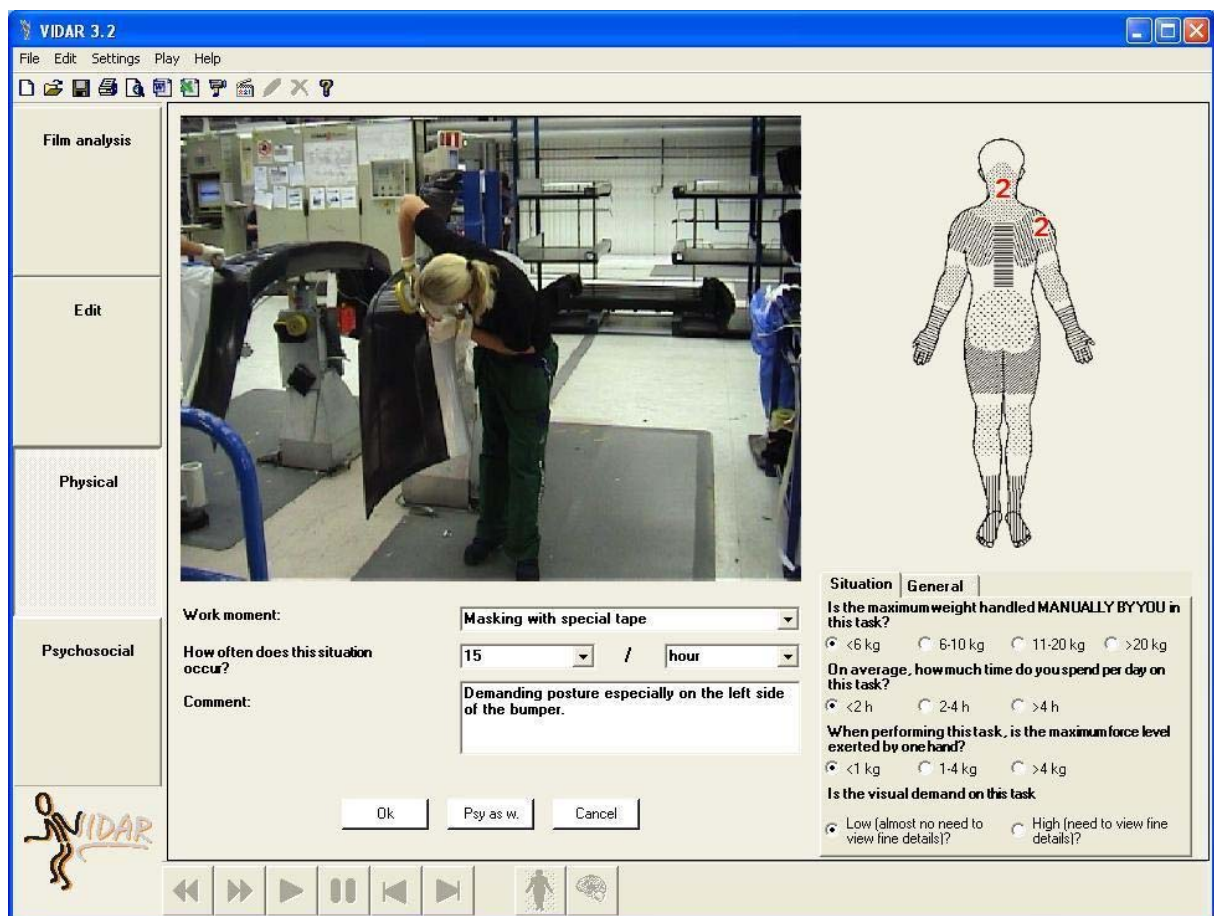 VIDAR 3.2
File Edit Settings Play Help
Film analysis
Edit
Physical
Psychosocial
VIDAR
2
2
Work moment:
Masking with special tape
How often does this situation
occur?
15 / hour
Comment:
Demanding posture especially on the left side
of the bumper.
Ok Psy as w. Cancel
Situation General
Is the maximum weight handled MANUALLY BY YOU in
this task?
<6 kg 6-10 kg 11-20 kg >20 kg
On average, how much time do you spend per day on
this task?
<2 h 2-4 h >4 h
When performing this task, is the maximum force level
exerted by one hand?
<1 kg 1-4 kg >4 kg
Is the visual demand on this task
Low (almost no need to
view fine details)?
High (need to view fine
details)?